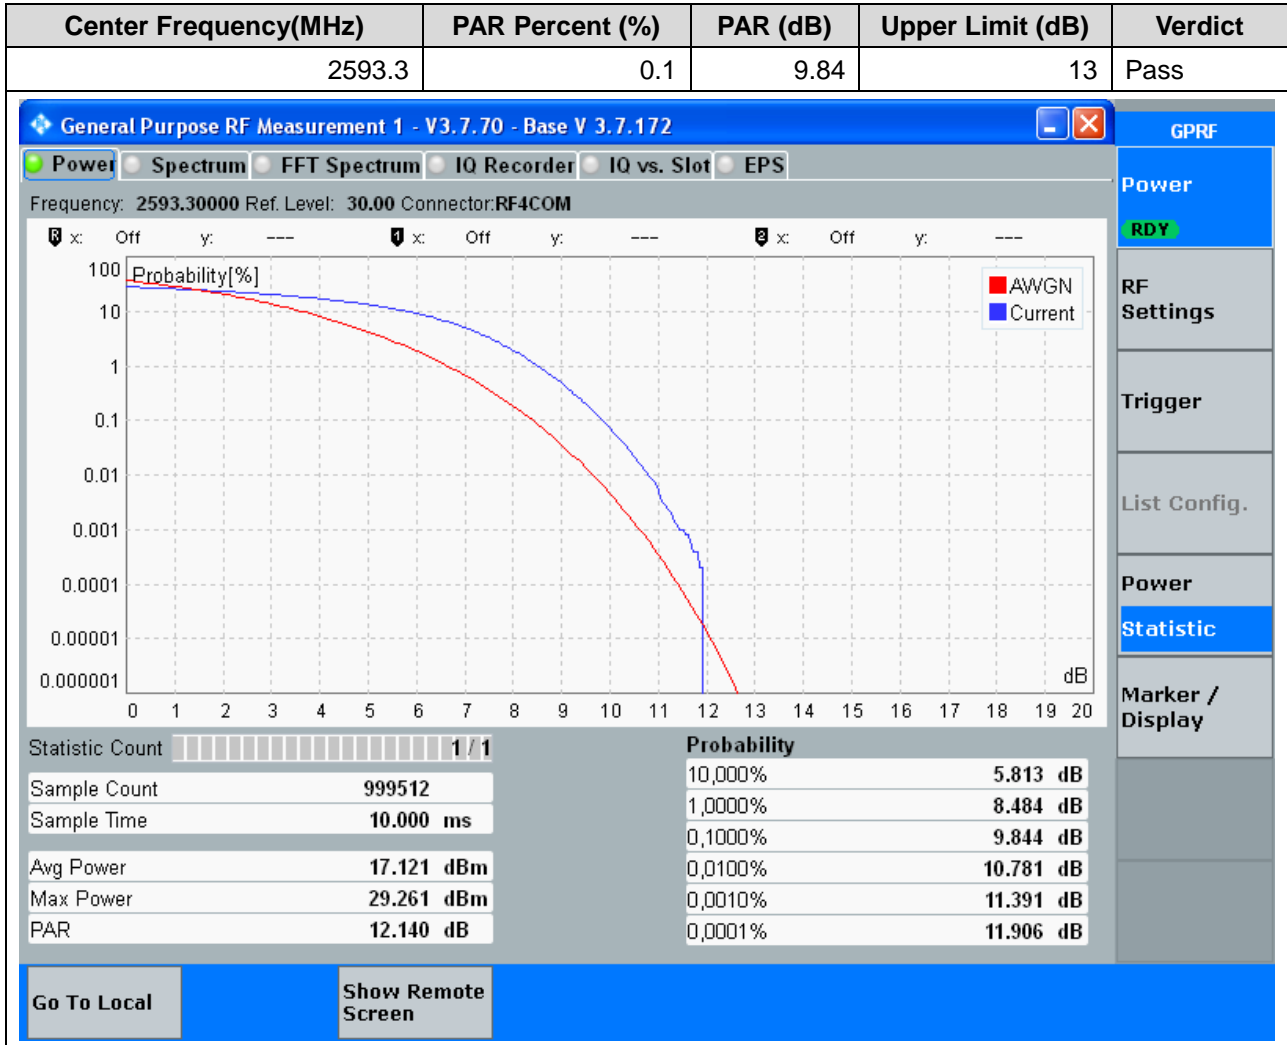 Center Frequency(MHz) PAR Percent (%) PAR (dB) Upper Limit (dB) Verdict
2593.3 0.1 9.84 13 Pass
General Purpose RF Measurement 1 - V3.7.70 - Base V 3.7.172
GPRF
Power Spectrum FFT Spectrum IQ Recorder IQ vs. Slot EPS
Power
RDY
Frequency: 2593.30000 Ref. Level: 30.00 Connector:RF4COM
R x: Off y: --- 1 x: Off y: --- 2 x: Off y: ---
Probability[%]
AWGN
Current
100
10
1
0.1
0.01
0.001
0.0001
0.00001
0.000001
dB
0 1 2 3 4 5 6 7 8 9 10 11 12 13 14 15 16 17 18 19 20
RF
Settings
Trigger
List Config.
Power
Statistic
Marker /
Display
Statistic Count 1 / 1
Sample Count 999512
Sample Time 10.000 ms
Avg Power 17.121 dBm
Max Power 29.261 dBm
PAR 12.140 dB
Probability
10,000% 5.813 dB
1,0000% 8.484 dB
0,1000% 9.844 dB
0,0100% 10.781 dB
0,0010% 11.391 dB
0,0001% 11.906 dB
Go To Local
Show Remote
Screen